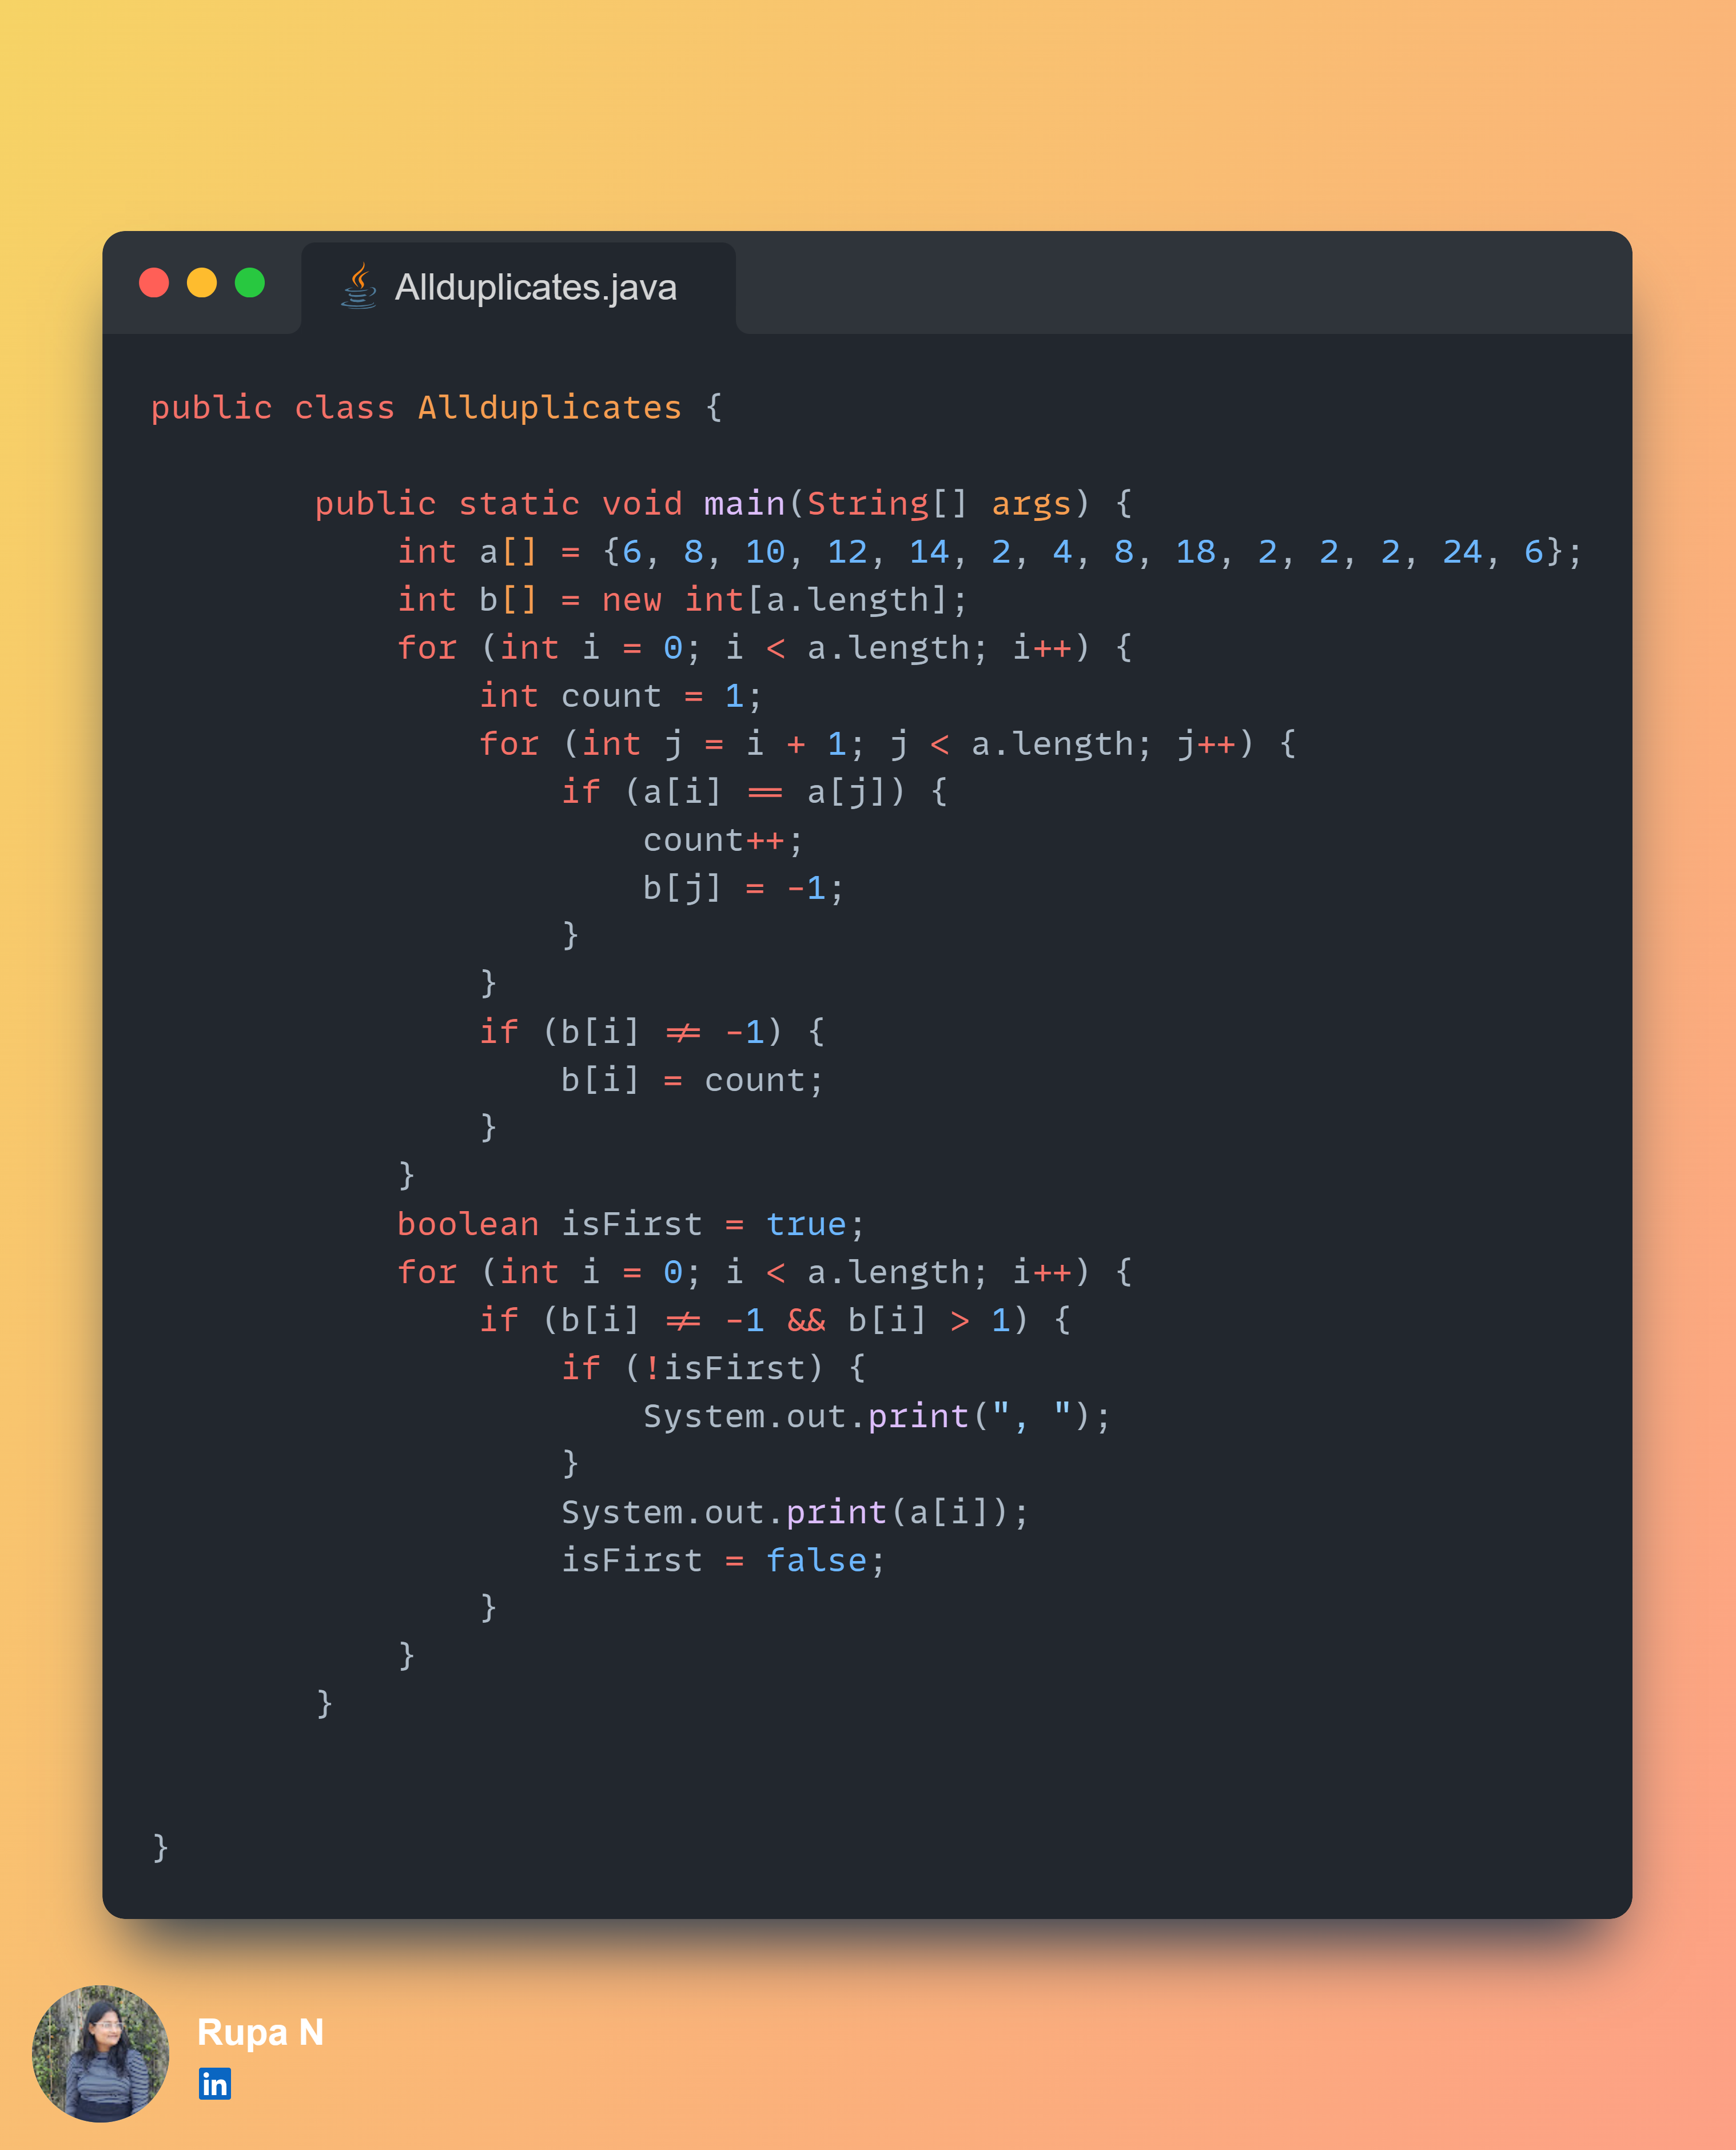 Allduplicates.java
public class Allduplicates {
public static void main(String[] args) {
int a[] = {6, 8, 10, 12, 14, 2, 4, 8, 18, 2, 2, 2, 24, 6};
int b[] = new int[a.length];
for (int i = 0; i < a.length; i++) {
int count = 1;
for (int j = i + 1; j < a.length; j++) {
if (a[i] == a[j]) {
count++;
b[j] = -1;
}
}
if (b[i] != -1) {
b[i] = count;
}
}
boolean isFirst = true;
for (int i = 0; i < a.length; i++) {
if (b[i] != -1 && b[i] > 1) {
if (!isFirst) {
System.out.print(", ");
}
System.out.print(a[i]);
isFirst = false;
}
}
}
}
Rupa N
in